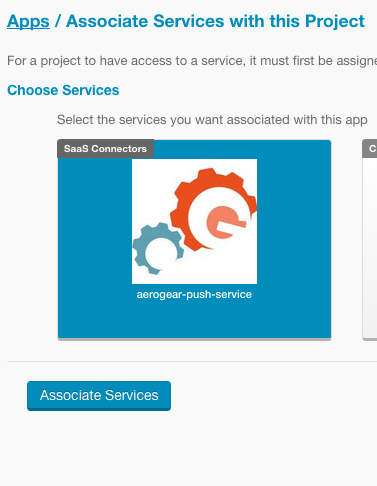 Apps / Associate Services with this Project
For a project to have access to a service, it must first be
Choose Services
Select the services you want associated with this app
SaaS Connectors
aerogear-push-service
Associate Services